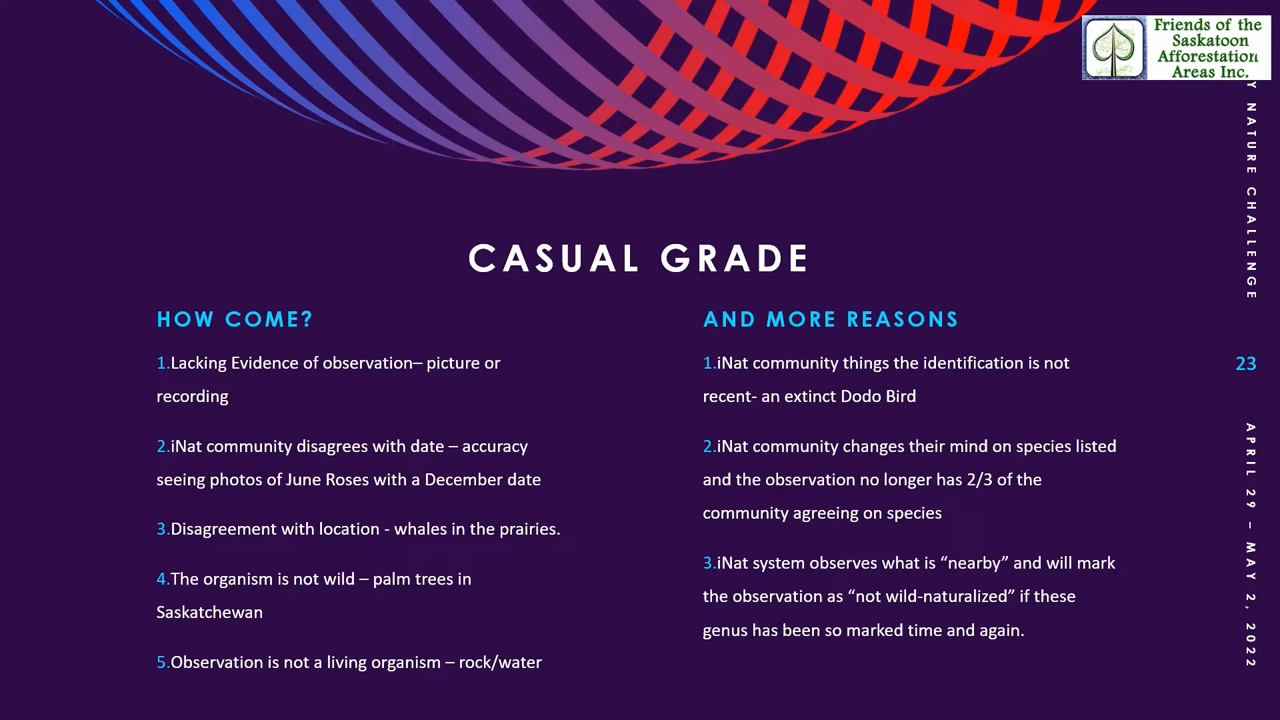 Friends of the
Saskatoon
Afforestation
Areas Inc.
Y NATURE CHALLENGE
CASUAL GRADE
HOW COME?
1.Lacking Evidence of observation– picture or
recording
2.iNat community disagrees with date – accuracy
seeing photos of June Roses with a December date
3.Disagreement with location - whales in the prairies.
4.The organism is not wild – palm trees in
Saskatchewan
5.Observation is not a living organism – rock/water
AND MORE REASONS
1.iNat community things the identification is not
recent- an extinct Dodo Bird
2.iNat community changes their mind on species listed
and the observation no longer has 2/3 of the
community agreeing on species
3.iNat system observes what is “nearby” and will mark
the observation as “not wild-naturalized” if these
genus has been so marked time and again.
23
APRIL 29 – MAY 2, 2022